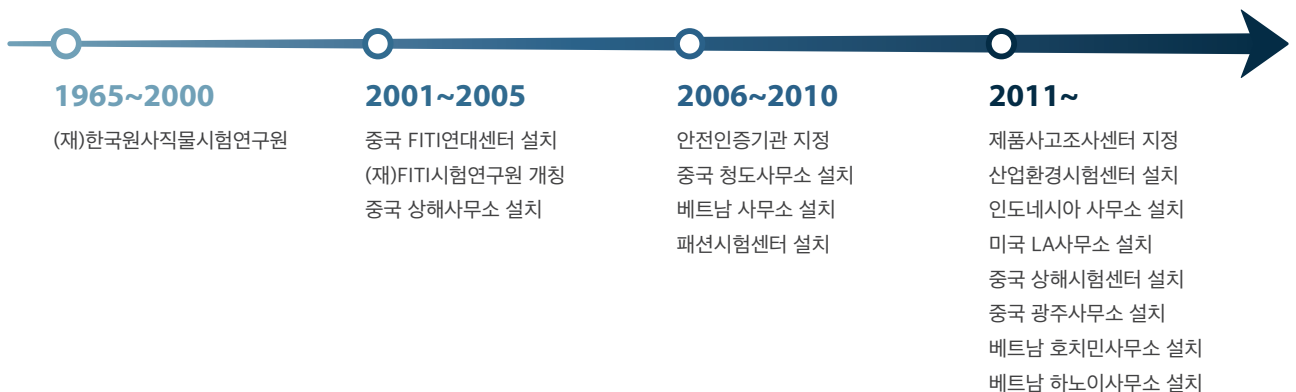 1965~2000
(재)한국원사직물시험연구원
2001~2005
중국 FITI연대센터 설치
(재)FITI시험연구원 개칭
중국 상해사무소 설치
2006~2010
안전인증기관 지정
중국 청도사무소 설치
베트남 사무소 설치
패션시험센터 설치
2011~
제품사고조사센터 지정
산업환경시험센터 설치
인도네시아 사무소 설치
미국 LA사무소 설치
중국 상해시험센터 설치
중국 광주사무소 설치
베트남 호치민사무소 설치
베트남 하노이사무소 설치